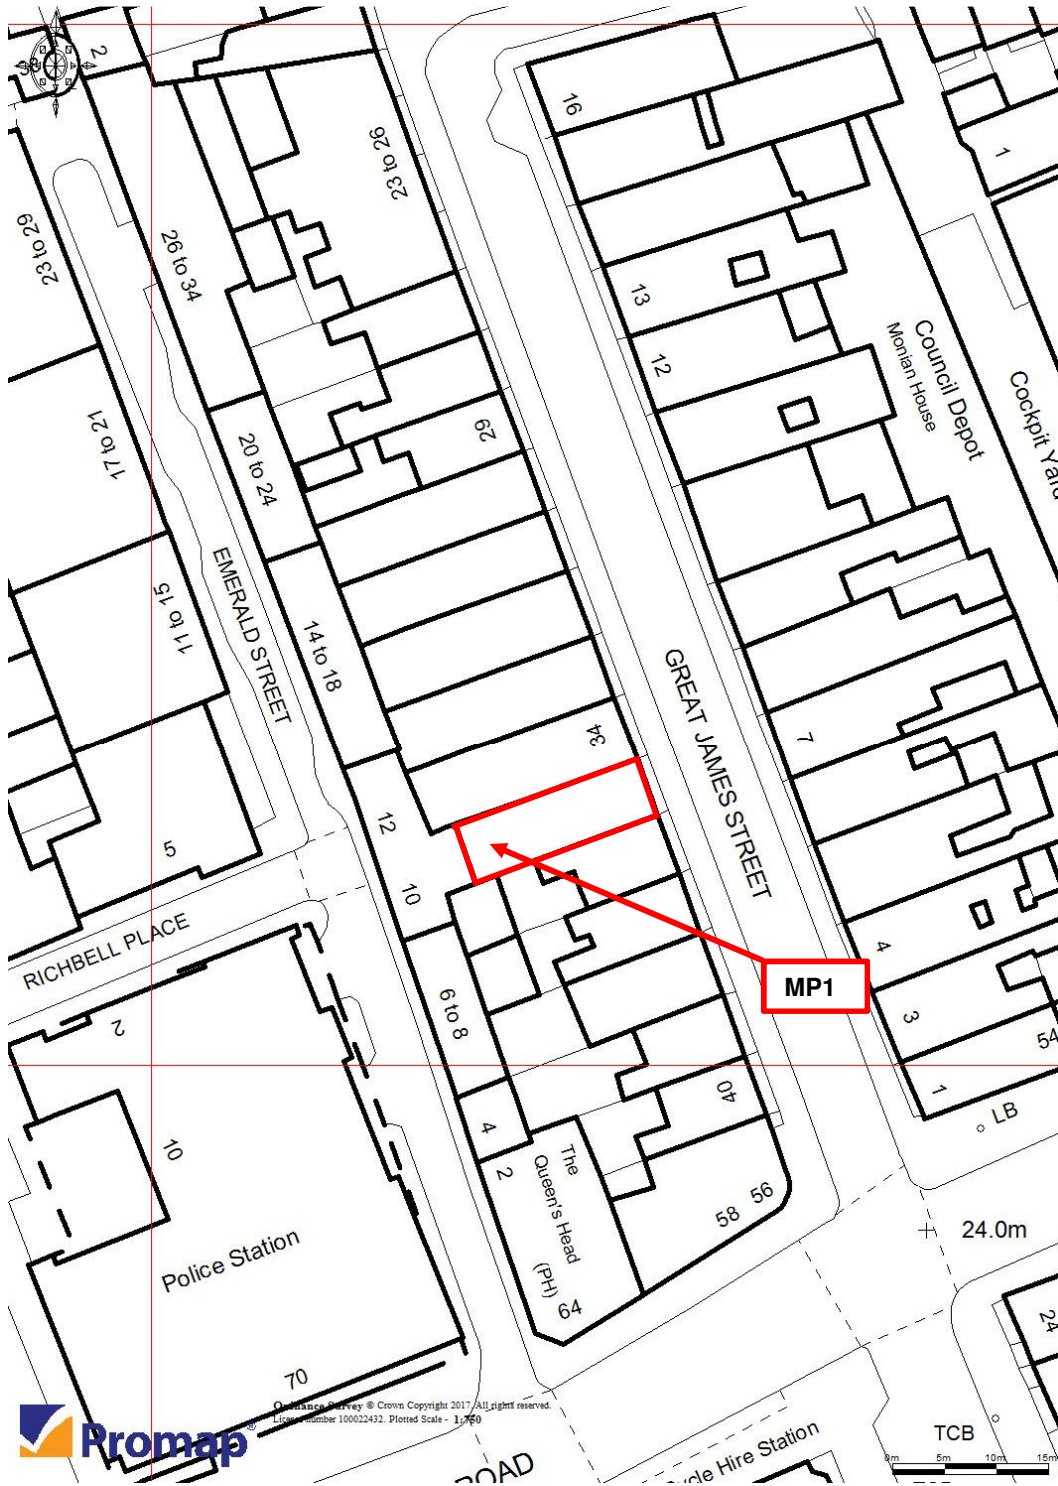 2
38
16
23 to 26
1
23 to 29
26 to 34
13
12
Council Depot
Monian House
Cockpit Yard
17 to 21
20 to 24
29
EMERALD STREET
11 to 15
14 to 18
GREAT JAMES STREET
34
7
12
5
10
RICHBELL PLACE
4
MP1
6 to 8
3
2
54
40
1
LB
4
10
The
Queen's Head
(PH)
2
56
58
24.0m
Police Station
64
24
70
Ordnance Survey © Crown Copyright 2017. All rights reserved.
Licence number 100022432. Plotted Scale - 1:750
Promap®
ROAD
Cycle Hire Station
TCB
0m 5m 10m 15m